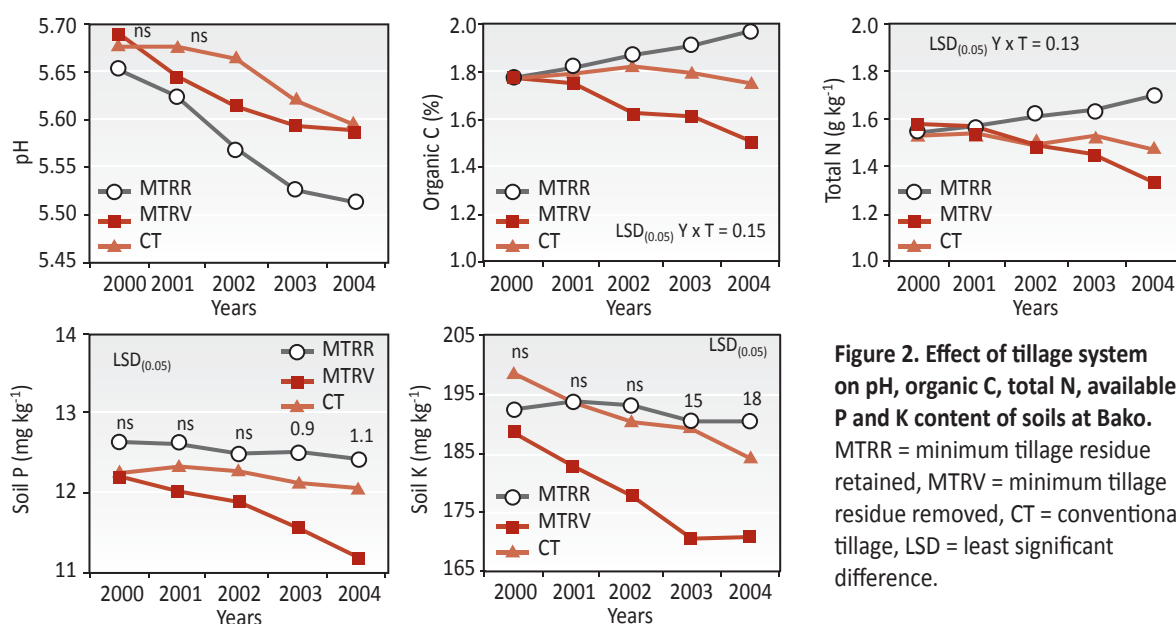 5.70
5.65
5.60
5.55
5.50
5.45
pH
ns
ns
MTRR
MTRV
CT
2000 2001 2002 2003 2004
Years
2.0
1.8
1.6
1.4
1.2
1.0
Organic C (%)
MTRR
MTRV
CT
LSD(0.05) Y x T = 0.15
2000 2001 2002 2003 2004
Years
2.0
1.8
1.6
1.4
1.2
1.0
Total N (g kg-1)
LSD(0.05) Y x T = 0.13
MTRR
MTRV
CT
2000 2001 2002 2003 2004
Years
14
13
12
11
Soil P (mg kg-1)
LSD(0.05)
MTRR
MTRV
CT
ns ns ns 0.9 1.1
2000 2001 2002 2003 2004
Years
205
195
185
175
165
Soil K (mg kg-1)
LSD(0.05)
ns ns ns 15 18
MTRR
MTRV
CT
2000 2001 2002 2003 2004
Years
Figure 2. Effect of tillage system
on pH, organic C, total N, available
P and K content of soils at Bako.
MTRR = minimum tillage residue
retained, MTRV = minimum tillage
residue removed, CT = conventiona
tillage, LSD = least significant
difference.